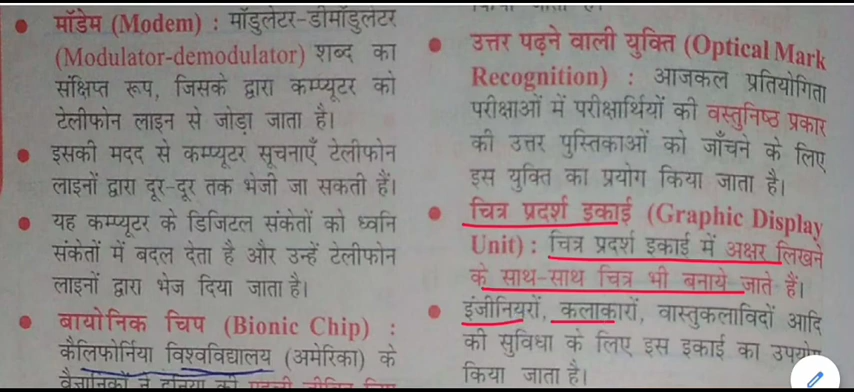 मॉडेम (Modem) : मॉडुलेटर-डीमॉडुलेटर
(Modulator-demodulator) शब्द का
संक्षिप्त रूप, जिसके द्वारा कम्प्यूटर को
टेलीफोन लाइन से जोड़ा जाता है।
इसकी मदद से कम्प्यूटर सूचनाएँ टेलीफोन
लाइनों द्वारा दूर-दूर तक भेजी जा सकती हैं।
यह कम्प्यूटर के डिजिटल संकेतों को ध्वनि
संकेतों में बदल देता है और उन्हें टेलीफोन
लाइनों द्वारा भेज दिया जाता है।
बायोनिक चिप (Bionic Chip) :
कैलिफोर्निया विश्वविद्यालय (अमेरिका) के
वैज्ञानिकों ने दुनिया की
उत्तर पढ़ने वाली युक्ति (Optical Mark
Recognition) : आजकल प्रतियोगिता
परीक्षाओं में परीक्षार्थियों की वस्तुनिष्ठ प्रकार
की उत्तर पुस्तिकाओं को जाँचने के लिए
इस युक्ति का प्रयोग किया जाता है।
चित्र प्रदर्श इकाई (Graphic Display
Unit) : चित्र प्रदर्श इकाई में अक्षर लिखने
के साथ-साथ चित्र भी बनाये जाते हैं।
इंजीनियरों, कलाकारों, वास्तुकलाविदों आदि
की सुविधा के लिए इस इकाई का उपयोग
किया जाता है।